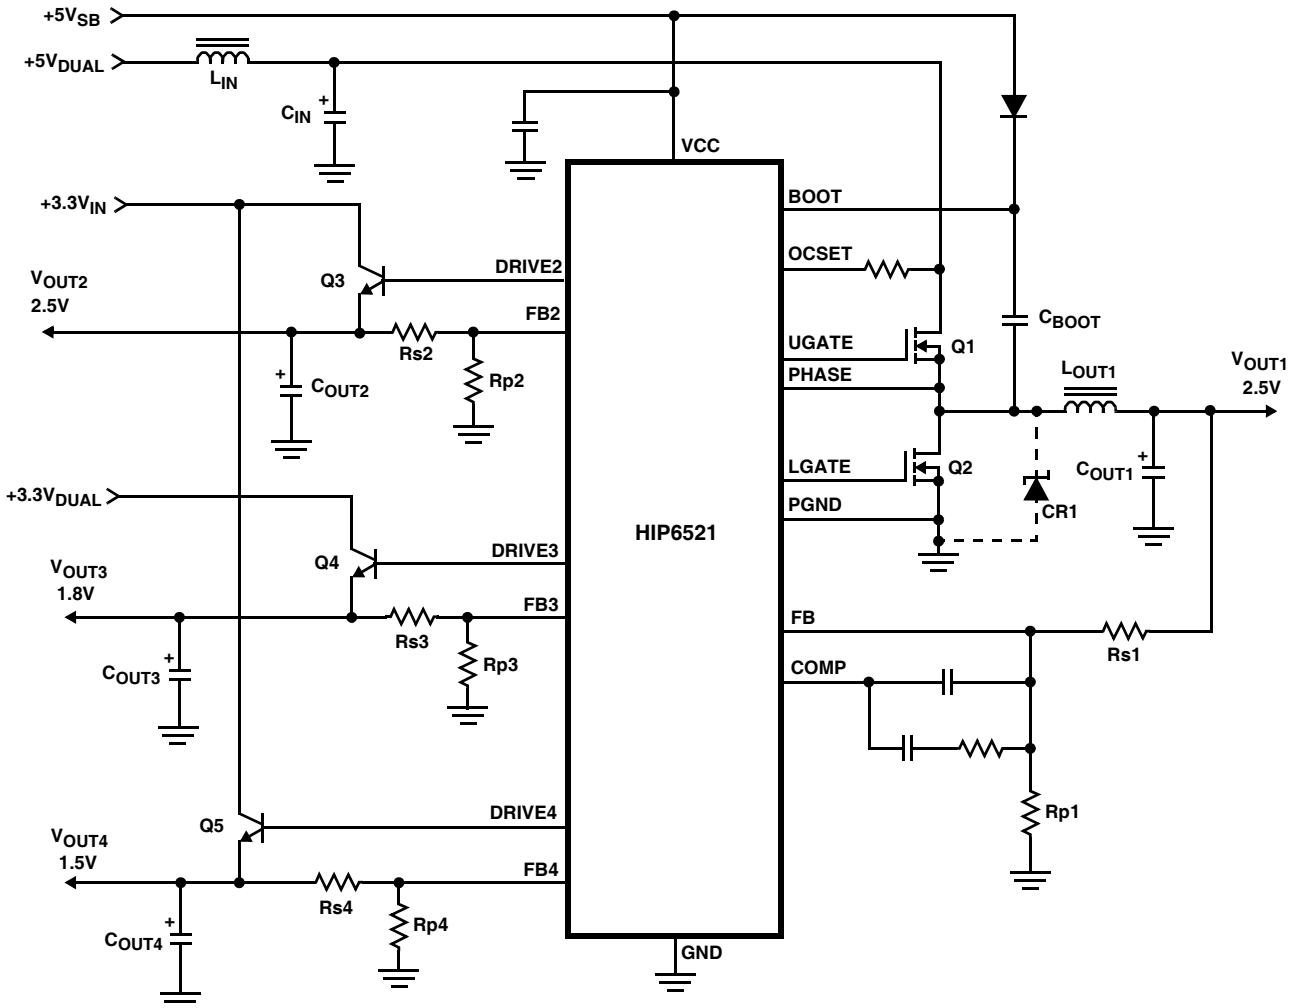 +5VSB
+5VDUAL
LIN
CIN
+
VCC
+3.3VIN
BOOT
OCSET
DRIVE2
Q3
VOUT2
2.5V
FB2
Rs2
Rp2
+
COUT2
UGATE
Q1
PHASE
CBOOT
LOUT1
VOUT1
2.5V
LGATE
Q2
PGND
CR1
+
COUT1
+3.3VDUAL
HIP6521
DRIVE3
Q4
VOUT3
1.8V
FB3
Rs3
Rp3
+
COUT3
FB
Rs1
COMP
Rp1
DRIVE4
Q5
VOUT4
1.5V
FB4
Rs4
Rp4
+
COUT4
GND